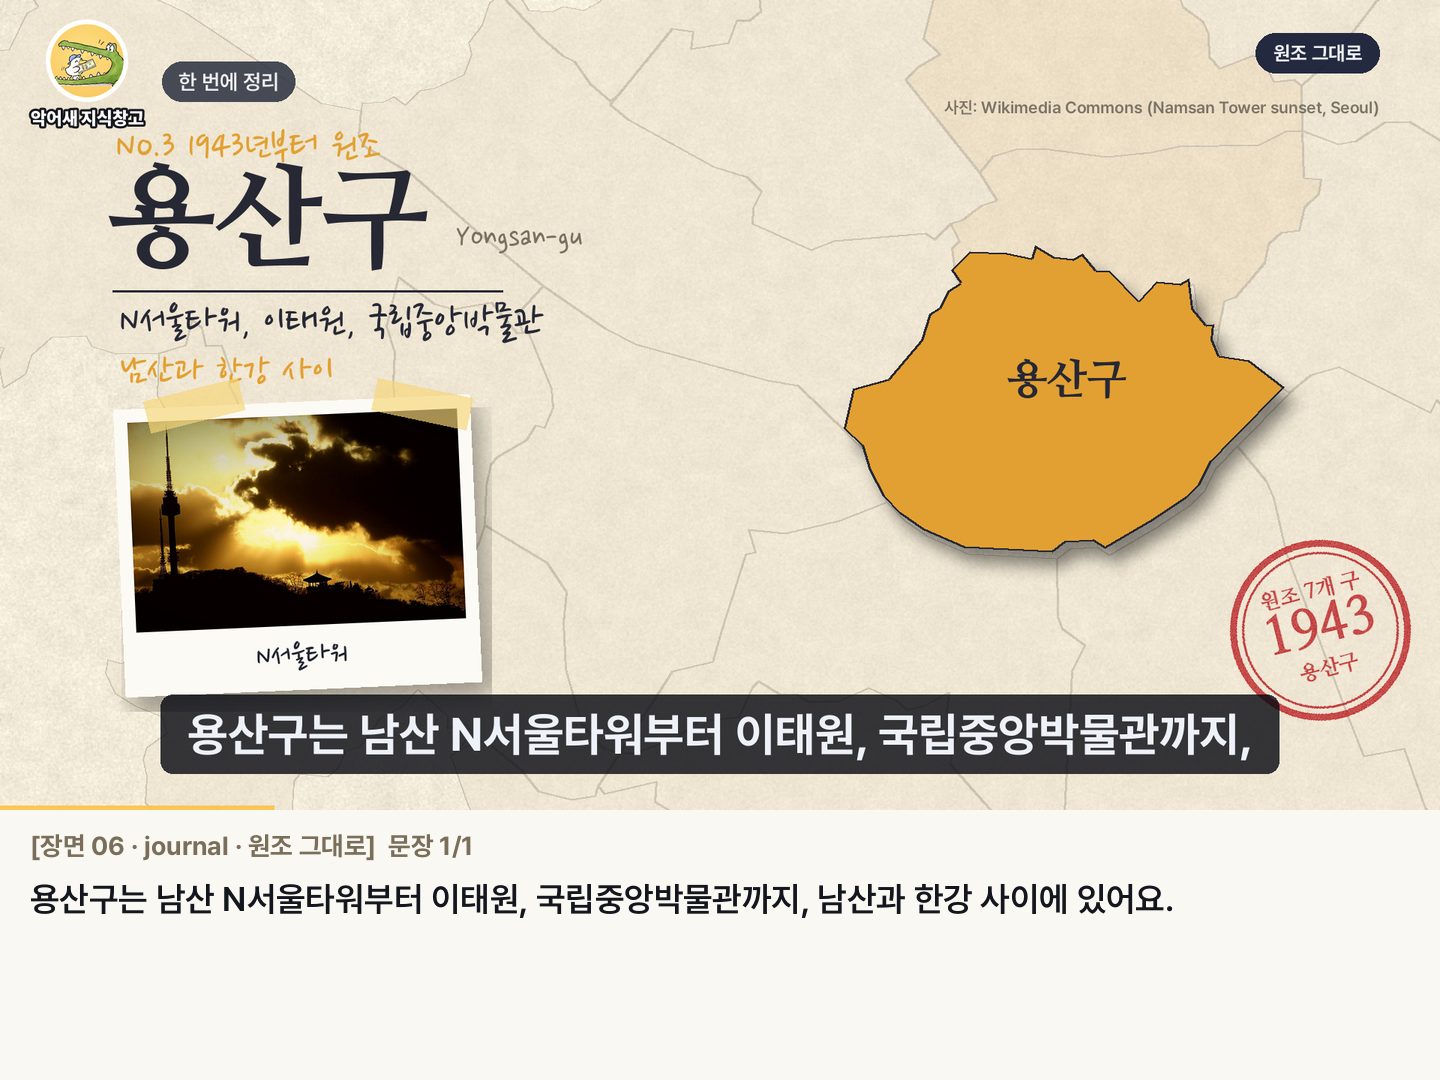 악어새 지식창고
한 번에 정리
원조 그대로
사진: Wikimedia Commons (Namsan Tower sunset, Seoul)
No.3 1943년부터 원조
용산구
Yongsan-gu
N서울타워, 이태원, 국립중앙박물관
남산과 한강 사이
N서울타워
용산구
원조 7개 구
1943
용산구
용산구는 남산 N서울타워부터 이태원, 국립중앙박물관까지,
[장면 06 · journal · 원조 그대로] 문장 1/1
용산구는 남산 N서울타워부터 이태원, 국립중앙박물관까지, 남산과 한강 사이에 있어요.